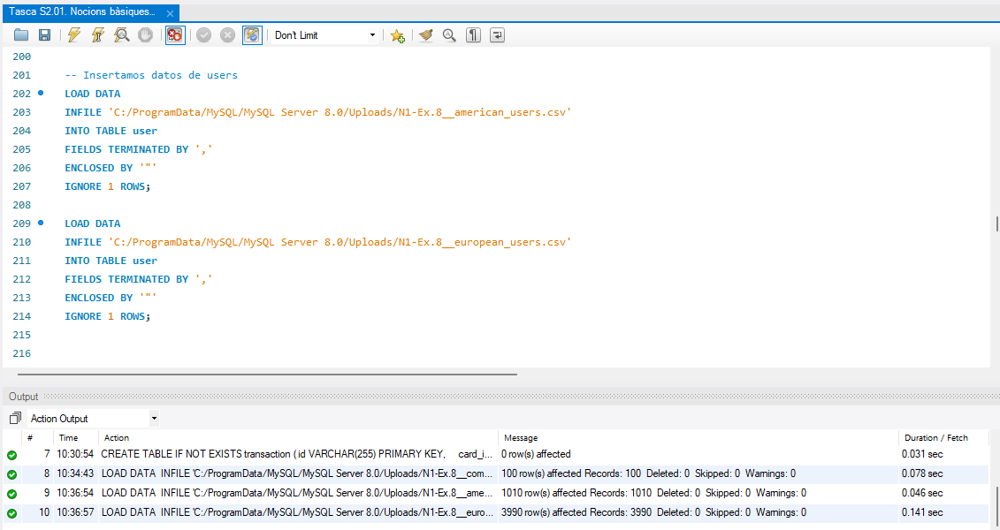 Tasca S2.01. Nocions bàsiques...
Don't Limit
200
201 -- Insertamos datos de users
202 LOAD DATA
203 INFILE 'C:/ProgramData/MySQL/MySQL Server 8.0/Uploads/N1-Ex.8__american_users.csv'
204 INTO TABLE user
205 FIELDS TERMINATED BY ','
206 ENCLOSED BY '"'
207 IGNORE 1 ROWS;
208
209 LOAD DATA
210 INFILE 'C:/ProgramData/MySQL/MySQL Server 8.0/Uploads/N1-Ex.8__european_users.csv'
211 INTO TABLE user
212 FIELDS TERMINATED BY ','
213 ENCLOSED BY '"'
214 IGNORE 1 ROWS;
215
216
Output
Action Output
# Time Action Message Duration / Fetch
7 10:30:54 CREATE TABLE IF NOT EXISTS transaction ( id VARCHAR(255) PRIMARY KEY, card_i... 0 row(s) affected 0.031 sec
8 10:34:43 LOAD DATA INFILE 'C:/ProgramData/MySQL/MySQL Server 8.0/Uploads/N1-Ex.8__com... 100 row(s) affected Records: 100 Deleted: 0 Skipped: 0 Warnings: 0 0.078 sec
9 10:36:54 LOAD DATA INFILE 'C:/ProgramData/MySQL/MySQL Server 8.0/Uploads/N1-Ex.8__ame... 1010 row(s) affected Records: 1010 Deleted: 0 Skipped: 0 Warnings: 0 0.046 sec
10 10:36:57 LOAD DATA INFILE 'C:/ProgramData/MySQL/MySQL Server 8.0/Uploads/N1-Ex.8__euro... 3990 row(s) affected Records: 3990 Deleted: 0 Skipped: 0 Warnings: 0 0.141 sec